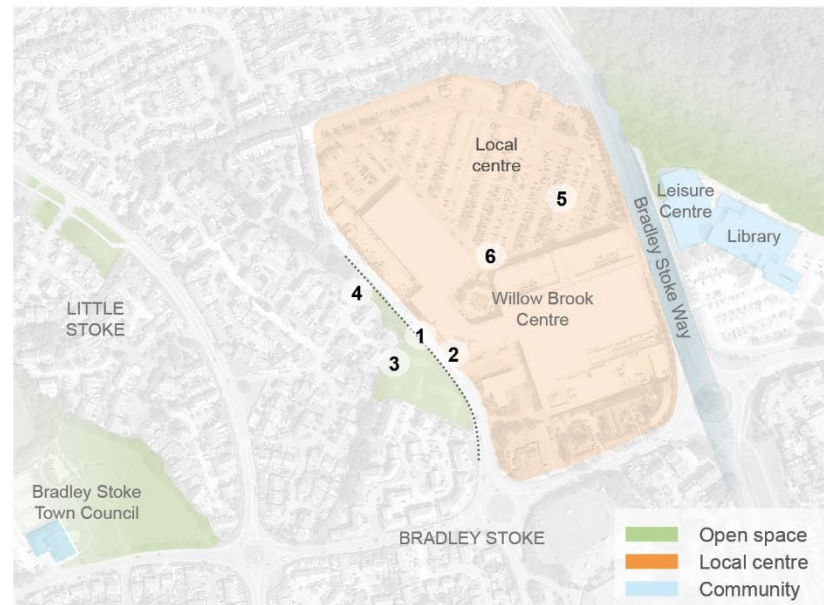 Local
centre
5
Leisure
Centre
Library
Bradley Stoke Way
6
Willow Brook
Centre
LITTLE
STOKE
4
1
2
3
Bradley Stoke
Town Council
BRADLEY STOKE
Open space
Local centre
Community